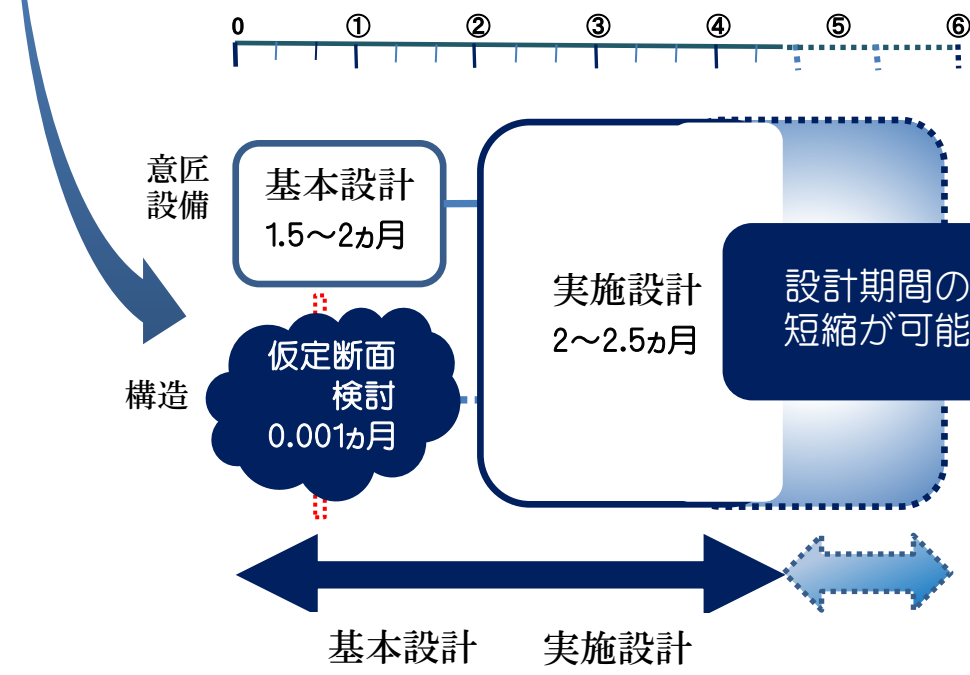 0 ① ② ③ ④ ⑤ ⑥
意匠
設備
基本設計
1.5～2ヵ月
実施設計
2～2.5ヵ月
設計期間の
短縮が可能
構造
仮定断面
検討
0.001ヵ月
基本設計 実施設計